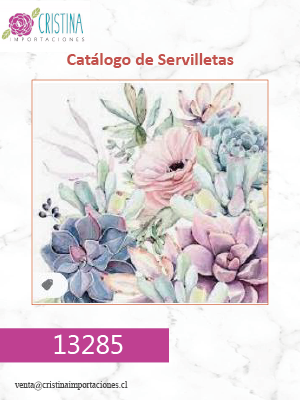 CRISTINA
IMPORTACIONES
Catálogo de Servilletas
13285
venta@cristinaimportaciones.cl